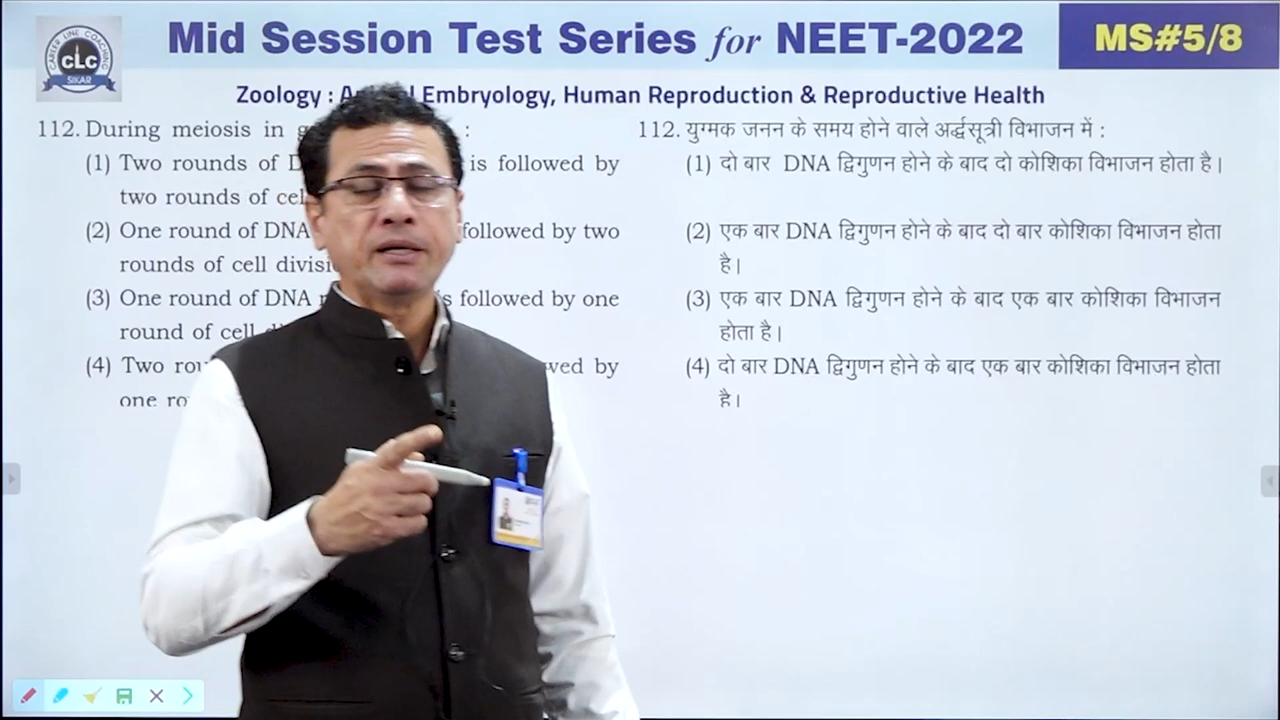 Mid Session Test Series for NEET-2022
MS#5/8
CAREER LINE COACHING
CLC
SIKAR
Zoology : Embryology, Human Reproduction & Reproductive Health
112. During meiosis in :
(1) Two rounds of is followed by
two rounds of
(2) One round of DNA followed by two
rounds of cell
(3) One round of DNA followed by one
round of cell
(4) Two by
one
112. युग्मक जनन के समय होने वाले अर्द्धसूत्री विभाजन में :
(1) दो बार DNA द्विगुणन होने के बाद दो कोशिका विभाजन होता है।
(2) एक बार DNA द्विगुणन होने के बाद दो बार कोशिका विभाजन होता
है।
(3) एक बार DNA द्विगुणन होने के बाद एक बार कोशिका विभाजन
होता है।
(4) दो बार DNA द्विगुणन होने के बाद एक बार कोशिका विभाजन होता
है।